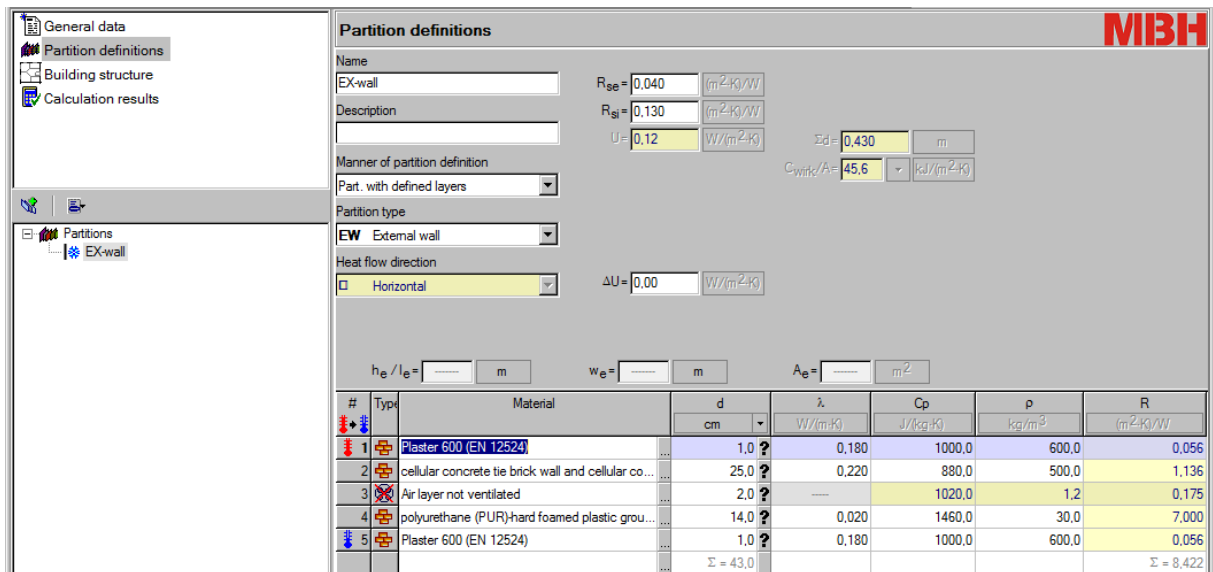 General data
Partition definitions
Building structure
Calculation results
Partitions
EX-wall
Partition definitions
MBH
Name
EX-wall
Rse= 0,040 (m2·K)/W
Description
Rsi= 0,130 (m2·K)/W
U= 0,12 W/(m2·K)
Σd= 0,430 m
Cwirk/A= 45,6 kJ/(m2·K)
Manner of partition definition
Part. with defined layers
Partition type
EW External wall
Heat flow direction
Horizontal
ΔU= 0,00 W/(m2·K)
he / le= ------- m we= ------- m Ae= ------- m2
# Type Material d λ Cp ρ R
cm W/(m·K) J/(kg·K) kg/m3 (m2·K)/W
1 Plaster 600 (EN 12524) ... 1,0 ? 0,180 1000,0 600,0 0,056
2 cellular concrete tie brick wall and cellular co... ... 25,0 ? 0,220 880,0 500,0 1,136
3 Air layer not ventilated ... 2,0 ? ----- 1020,0 1,2 0,175
4 polyurethane (PUR)-hard foamed plastic grou... ... 14,0 ? 0,020 1460,0 30,0 7,000
5 Plaster 600 (EN 12524) ... 1,0 ? 0,180 1000,0 600,0 0,056
... Σ = 43,0 Σ = 8,422